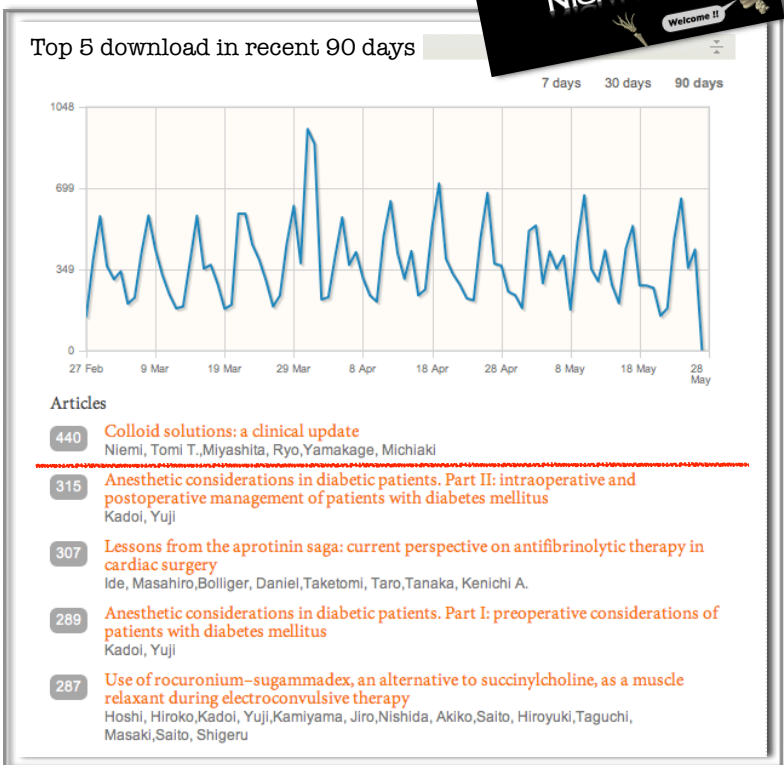 Welcome !!
Top 5 download in recent 90 days
7 days 30 days 90 days
1048
699
349
0
27 Feb 9 Mar 19 Mar 29 Mar 8 Apr 18 Apr 28 Apr 8 May 18 May 28
May
Articles
440 Colloid solutions: a clinical update
Niemi, Tomi T.,Miyashita, Ryo,Yamakage, Michiaki
315 Anesthetic considerations in diabetic patients. Part II: intraoperative and
postoperative management of patients with diabetes mellitus
Kadoi, Yuji
307 Lessons from the aprotinin saga: current perspective on antifibrinolytic therapy in
cardiac surgery
Ide, Masahiro,Bolliger, Daniel,Taketomi, Taro,Tanaka, Kenichi A.
289 Anesthetic considerations in diabetic patients. Part I: preoperative considerations of
patients with diabetes mellitus
Kadoi, Yuji
287 Use of rocuronium–sugammadex, an alternative to succinylcholine, as a muscle
relaxant during electroconvulsive therapy
Hoshi, Hiroko,Kadoi, Yuji,Kamiyama, Jiro,Nishida, Akiko,Saito, Hiroyuki,Taguchi,
Masaki,Saito, Shigeru